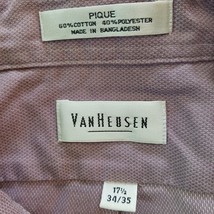 PIQUE
60%COTTON 40%POLYESTER
MADE IN BANGLADESH
VANHEUSEN
17½
34/35